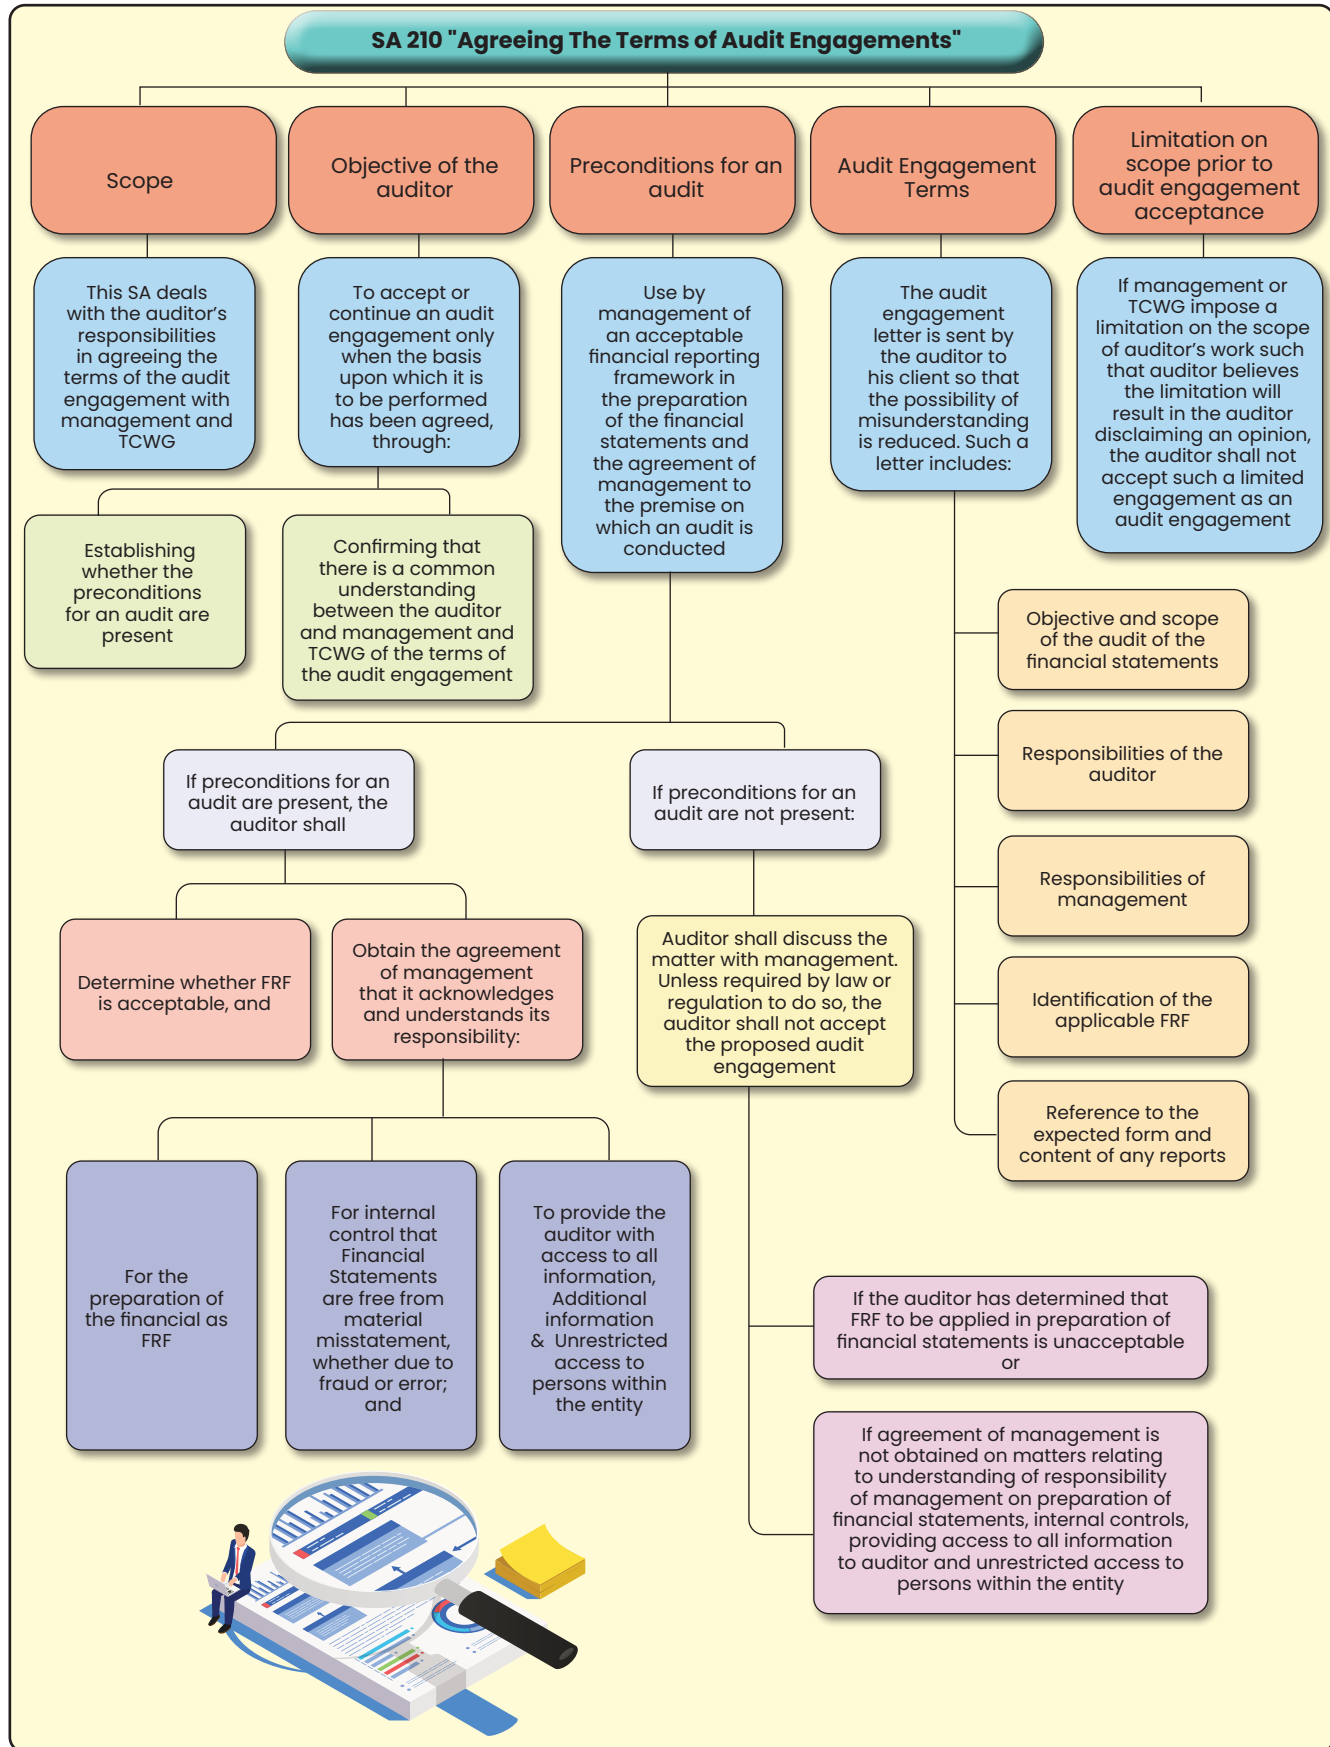 SA 210 "Agreeing The Terms of Audit Engagements"
Scope
Objective of the
auditor
Preconditions for an
audit
Audit Engagement
Terms
Limitation on
scope prior to
audit engagement
acceptance
This SA deals
with the auditor’s
responsibilities
in agreeing the
terms of the audit
engagement with
management and
TCWG
To accept or
continue an audit
engagement only
when the basis
upon which it is
to be performed
has been agreed,
through:
Use by
management of
an acceptable
financial reporting
framework in
the preparation
of the financial
statements and
the agreement of
management to
the premise on
which an audit is
conducted
The audit
engagement
letter is sent by
the auditor to
his client so that
the possibility of
misunderstanding
is reduced. Such a
letter includes:
If management or
TCWG impose a
limitation on the scope
of auditor’s work such
that auditor believes
the limitation will
result in the auditor
disclaiming an opinion,
the auditor shall not
accept such a limited
engagement as an
audit engagement
Establishing
whether the
preconditions
for an audit are
present
Confirming that
there is a common
understanding
between the auditor
and management and
TCWG of the terms of
the audit engagement
Objective and scope
of the audit of the
financial statements
Responsibilities of the
auditor
Responsibilities of
management
Identification of the
applicable FRF
Reference to the
expected form and
content of any reports
If preconditions for an
audit are present, the
auditor shall
If preconditions for an
audit are not present:
Determine whether FRF
is acceptable, and
Obtain the agreement
of management
that it acknowledges
and understands its
responsibility:
Auditor shall discuss the
matter with management.
Unless required by law or
regulation to do so, the
auditor shall not accept
the proposed audit
engagement
For the
preparation of
the financial as
FRF
For internal
control that
Financial
Statements
are free from
material
misstatement,
whether due to
fraud or error;
and
To provide the
auditor with
access to all
information,
Additional
information
& Unrestricted
access to
persons within
the entity
If the auditor has determined that
FRF to be applied in preparation of
financial statements is unacceptable
or
If agreement of management is
not obtained on matters relating
to understanding of responsibility
of management on preparation of
financial statements, internal controls,
providing access to all information
to auditor and unrestricted access to
persons within the entity